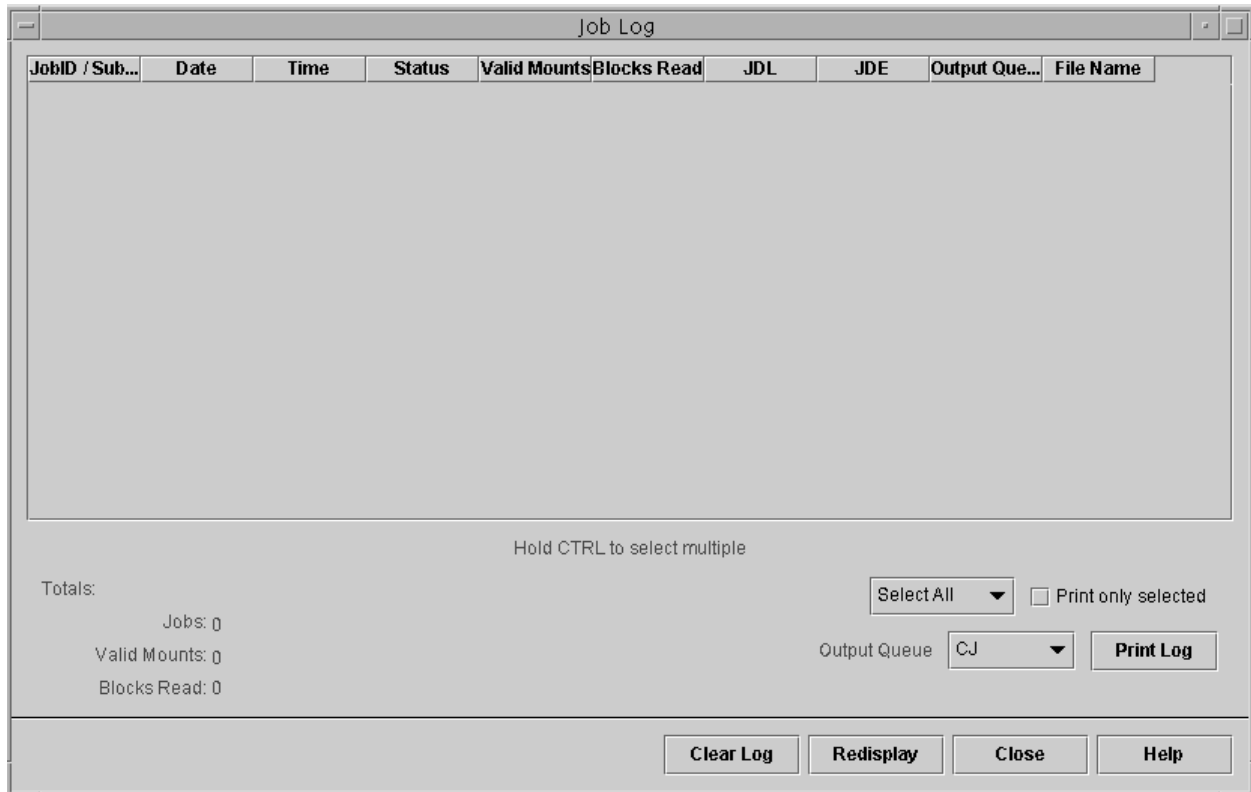 Job Log
JobID / Sub... Date Time Status Valid Mounts Blocks Read JDL JDE Output Que... File Name
Hold CTRL to select multiple
Totals:
Jobs: 0
Valid Mounts: 0
Blocks Read: 0
Select All Print only selected
Output Queue CJ Print Log
Clear Log Redisplay Close Help